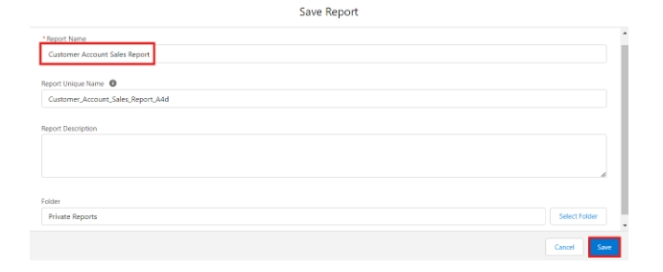 Save Report
*Report Name
Customer Account Sales Report
Report Unique Name
Customer_Account_Sales_Report_A4d
Report Description
Folder
Private Reports
Select Folder
Cancel
Save